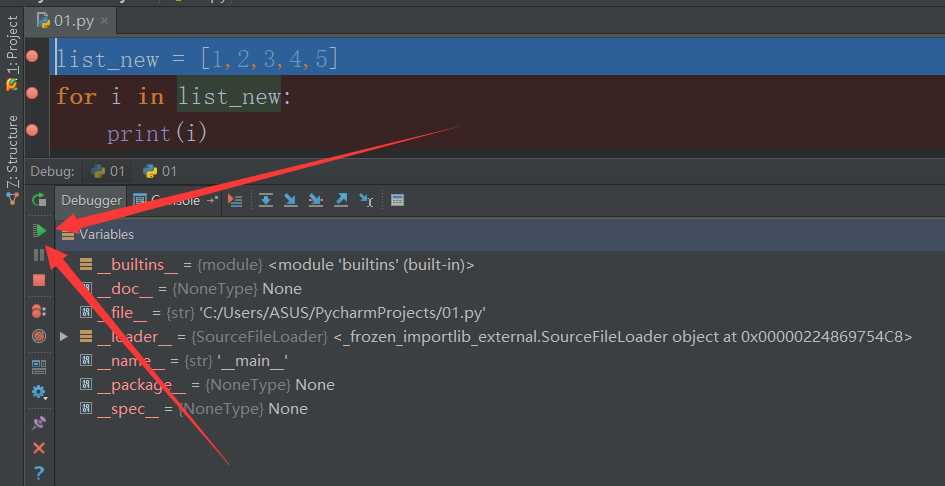 1: Project
Z: Structure
01.py
list_new = [1,2,3,4,5]
for i in list_new:
print(i)
Debug: 01 01
Debugger Console
Variables
__builtins__ = {module} <module 'builtins' (built-in)>
__doc__ = {NoneType} None
__file__ = {str} 'C:/Users/ASUS/PycharmProjects/01.py'
__loader__ = {SourceFileLoader} <_frozen_importlib_external.SourceFileLoader object at 0x00000224869754C8>
__name__ = {str} '__main__'
__package__ = {NoneType} None
__spec__ = {NoneType} None